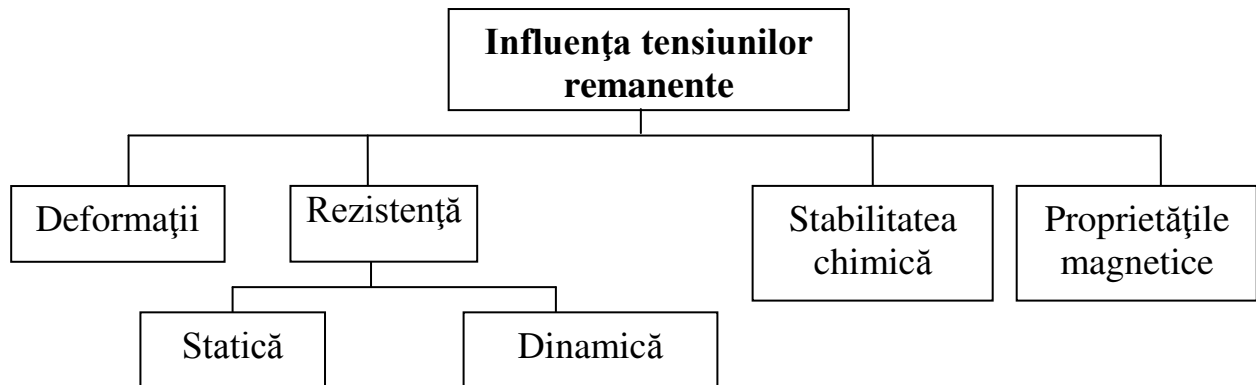 Influenţa tensiunilor
remanente
Deformaţii
Rezistenţă
Stabilitatea
chimică
Proprietăţile
magnetice
Statică
Dinamică